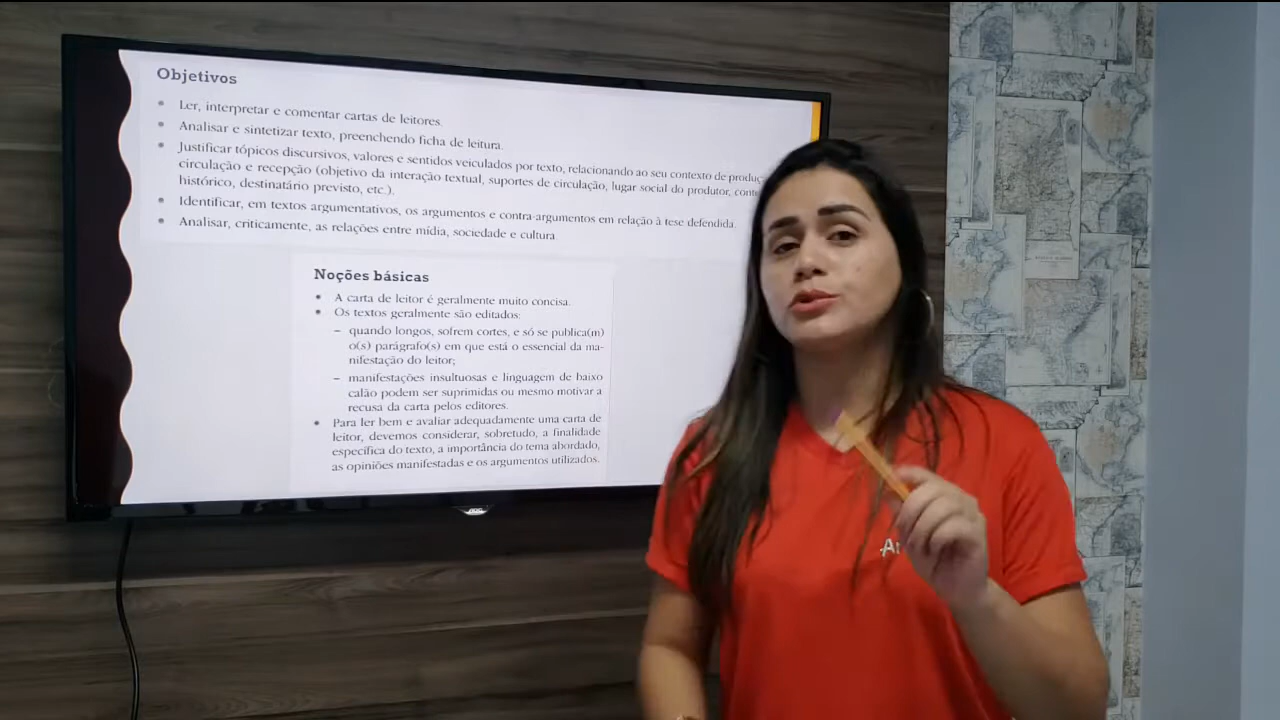 Objetivos
• Ler, interpretar e comentar cartas de leitores.
• Analisar e sintetizar texto, preenchendo ficha de leitura.
• Justificar tópicos discursivos, valores e sentidos veiculados por texto, relacionando ao seu contexto de produç
circulação e recepção (objetivo da interação textual, suportes de circulação, lugar social do produtor, conte
histórico, destinatário previsto, etc.).
• Identificar, em textos argumentativos, os argumentos e contra-argumentos em relação à tese defendida.
• Analisar, criticamente, as relações entre mídia, sociedade e cultura
Noções básicas
• A carta de leitor é geralmente muito concisa.
• Os textos geralmente são editados:
– quando longos, sofrem cortes, e só se publica(m)
o(s) parágrafo(s) em que está o essencial da ma-
nifestação do leitor;
– manifestações insultuosas e linguagem de baixo
calão podem ser suprimidas ou mesmo motivar a
recusa da carta pelos editores.
• Para ler bem e avaliar adequadamente uma carta de
leitor, devemos considerar, sobretudo, a finalidade
específica do texto, a importância do tema abordado,
as opiniões manifestadas e os argumentos utilizados.
AOC